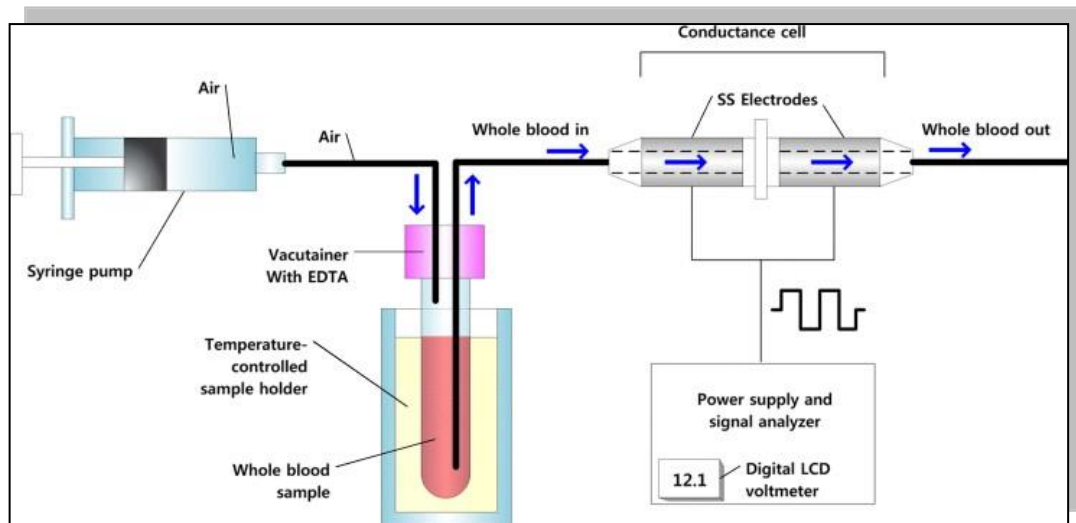 Conductance cell
Air
SS Electrodes
Air
Whole blood in
Whole blood out
Vacutainer
With EDTA
Syringe pump
Temperature-
controlled
sample holder
Power supply and
signal analyzer
Whole blood
sample
12.1
Digital LCD
voltmeter